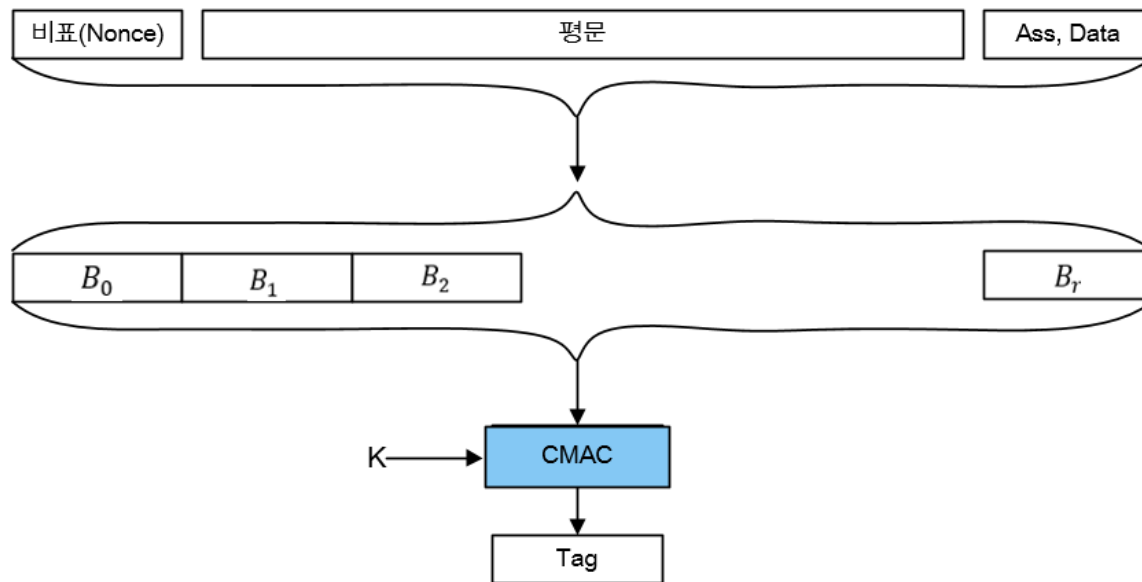 비표(Nonce)
평문
Ass, Data
B₀
B₁
B₂
Bᵣ
K
CMAC
Tag